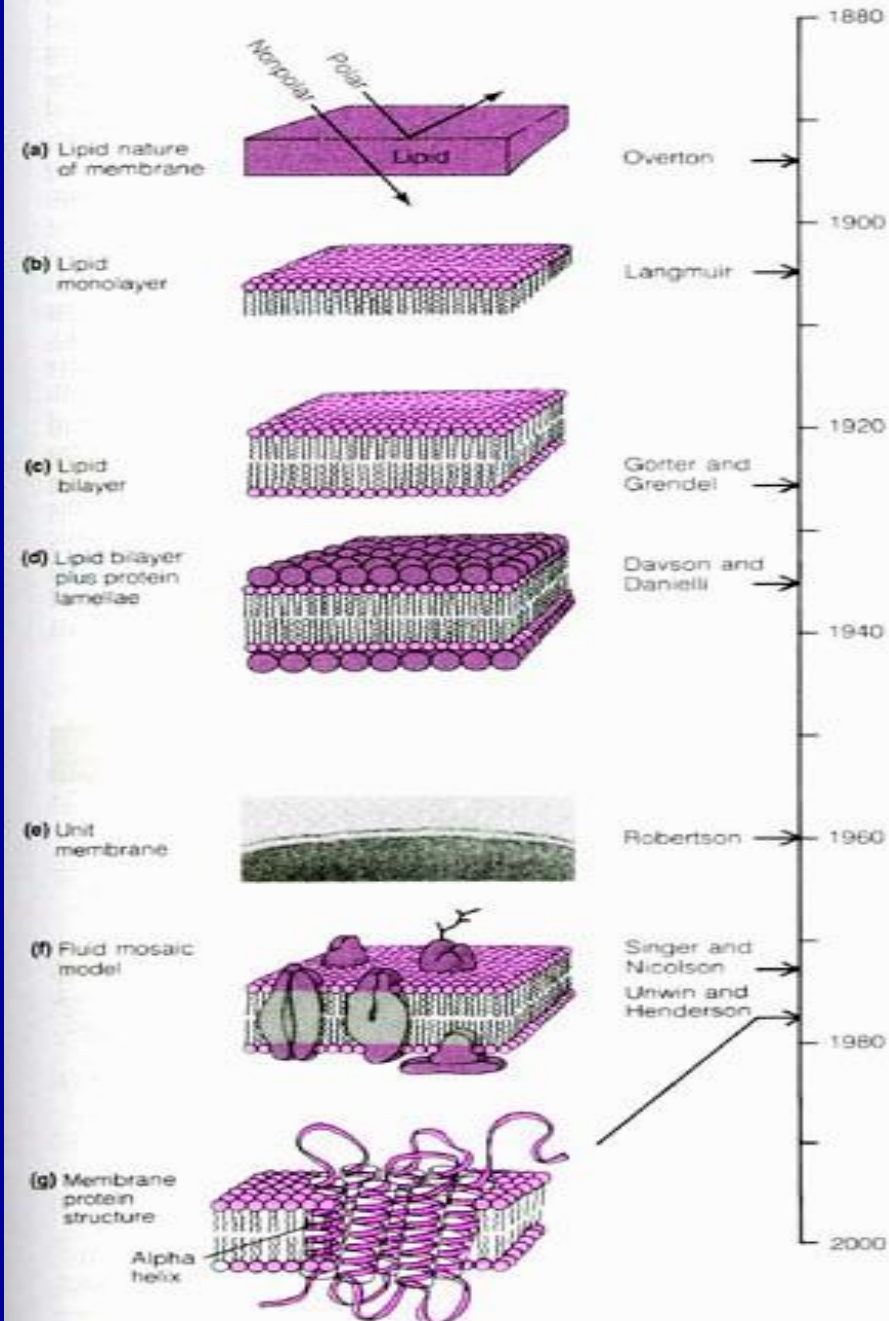 1880
Nonpolar
Polar
(a) Lipid nature
of membrane
Lipid
Overton
1900
(b) Lipid
monolayer
Langmuir
1920
(c) Lipid
bilayer
Gorter and
Grendel
(d) Lipid bilayer
plus protein
lamellae
Davson and
Danielli
1940
(e) Unit
membrane
Robertson
1960
(f) Fluid mosaic
model
Singer and
Nicolson
Unwin and
Henderson
1980
(g) Membrane
protein
structure
Alpha
helix
2000